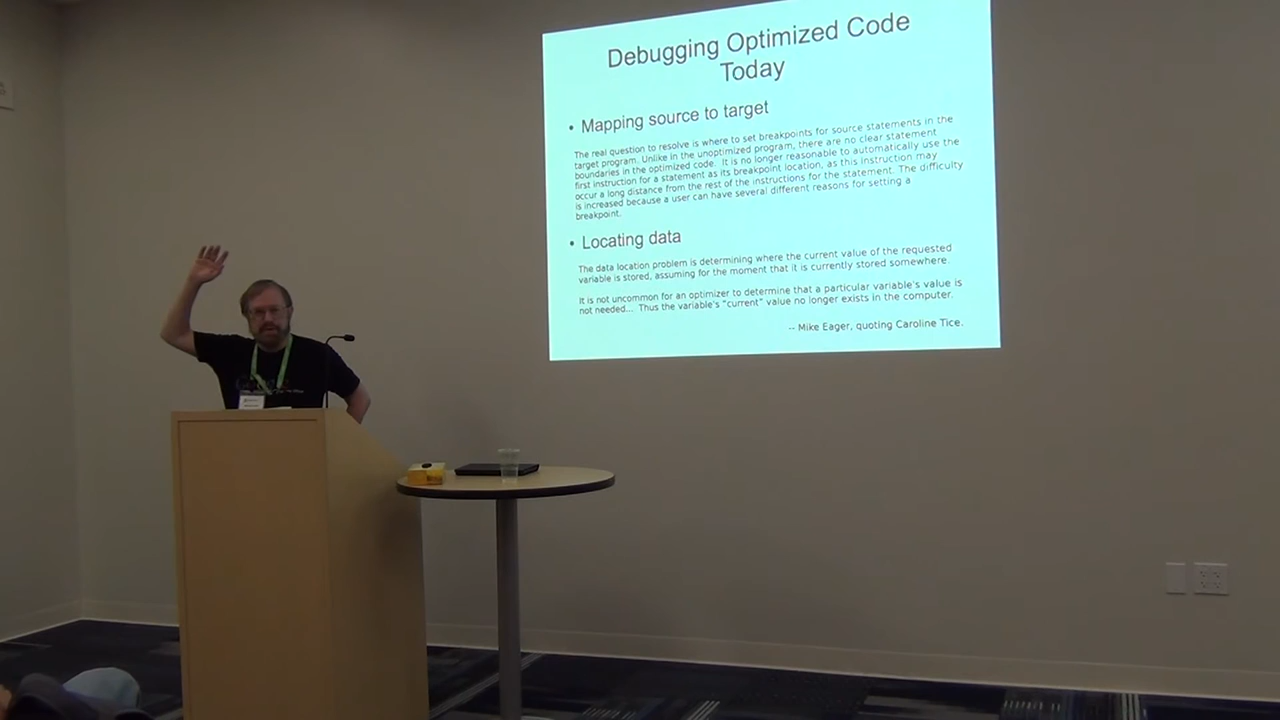 Debugging Optimized Code
Today
• Mapping source to target
The real question to resolve is where to set breakpoints for source statements in the
target program. Unlike in the unoptimized program, there are no clear statement
boundaries in the optimized code. It is no longer reasonable to automatically use the
first instruction for a statement as its breakpoint location, as this instruction may
occur a long distance from the rest of the instructions for the statement. The difficulty
is increased because a user can have several different reasons for setting a
breakpoint.
• Locating data
The data location problem is determining where the current value of the requested
variable is stored, assuming for the moment that it is currently stored somewhere.
It is not uncommon for an optimizer to determine that a particular variable's value is
not needed... Thus the variable's "current" value no longer exists in the computer.
-- Mike Eager, quoting Caroline Tice.